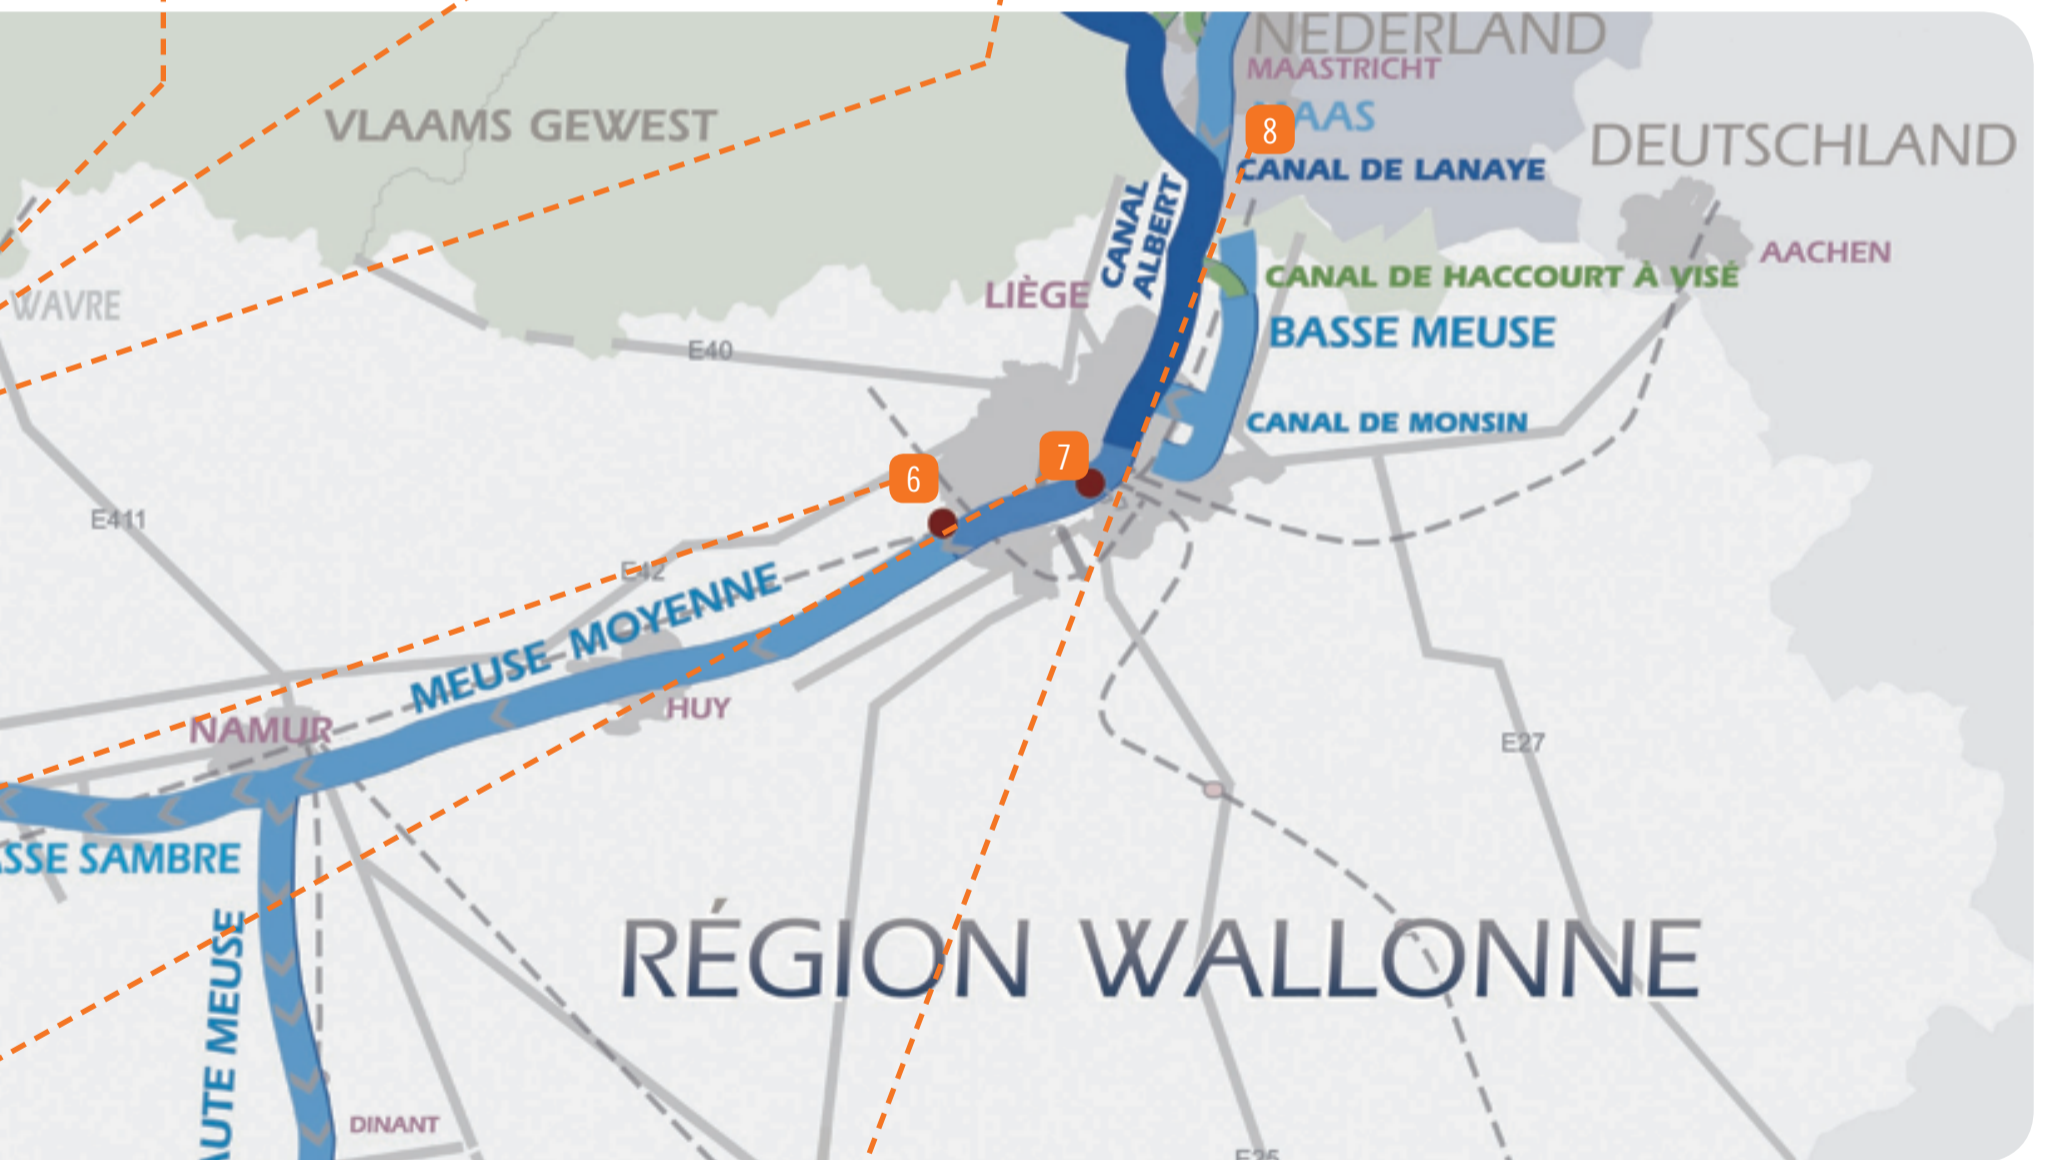 NEDERLAND
MAASTRICHT
8
AAS
VLAAMS GEWEST
DEUTSCHLAND
CANAL DE LANAYE
CANAL
ALBERT
AACHEN
CANAL DE HACCOURT À VISÉ
LIÈGE
WAVRE
BASSE MEUSE
E40
CANAL DE MONSIN
7
6
E411
E42
MEUSE MOYENNE
HUY
NAMUR
E27
SSE SAMBRE
RÉGION WALLONNE
AUTE MEUSE
DINANT
E25